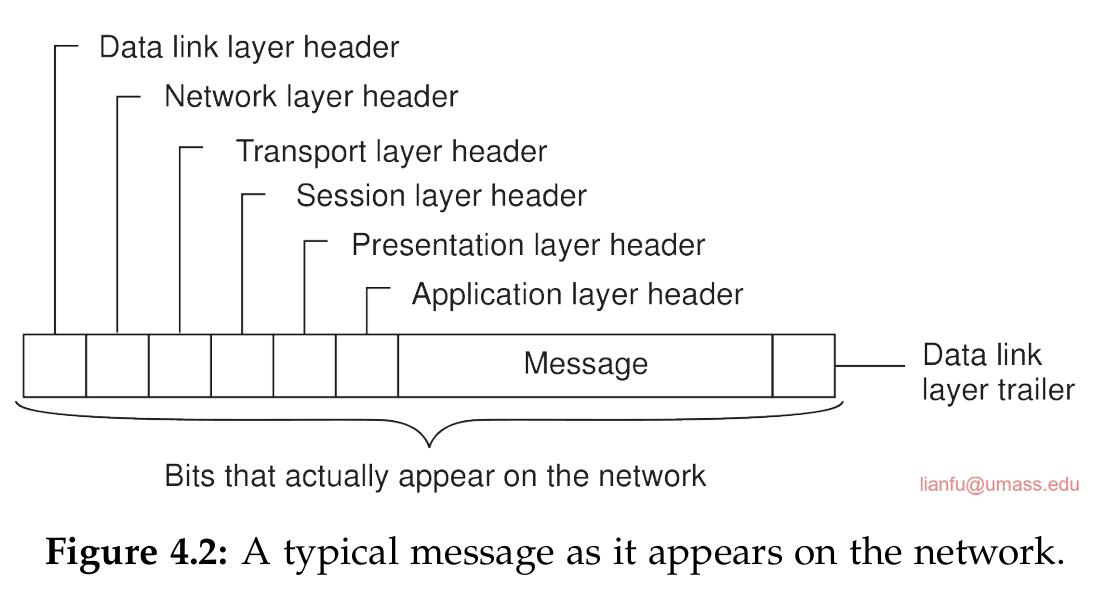 Data link layer header
Network layer header
Transport layer header
Session layer header
Presentation layer header
Application layer header
Message
Data link
layer trailer
Bits that actually appear on the network
lianfu@umass.edu
Figure 4.2: A typical message as it appears on the network.